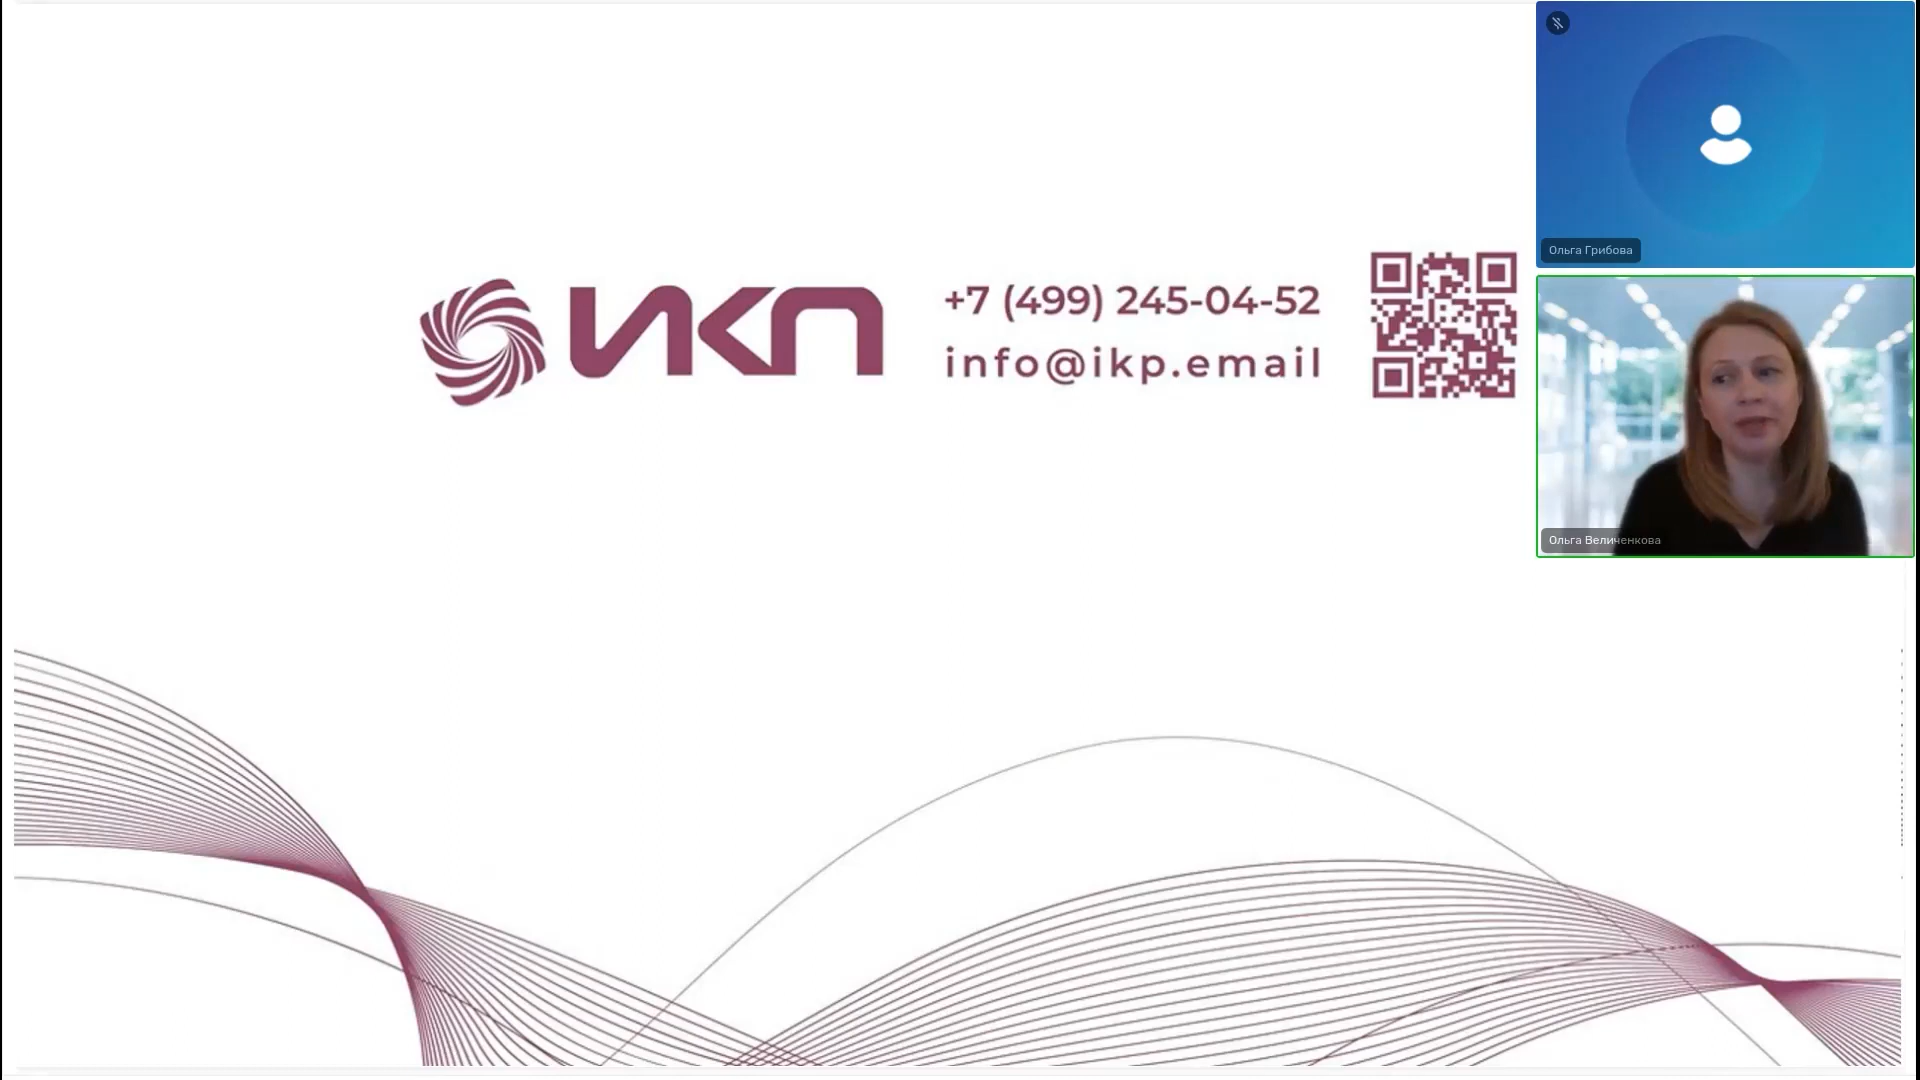 ИКП
+7 (499) 245-04-52
info@ikp.email
Ольга Грибова
Ольга Величенкова